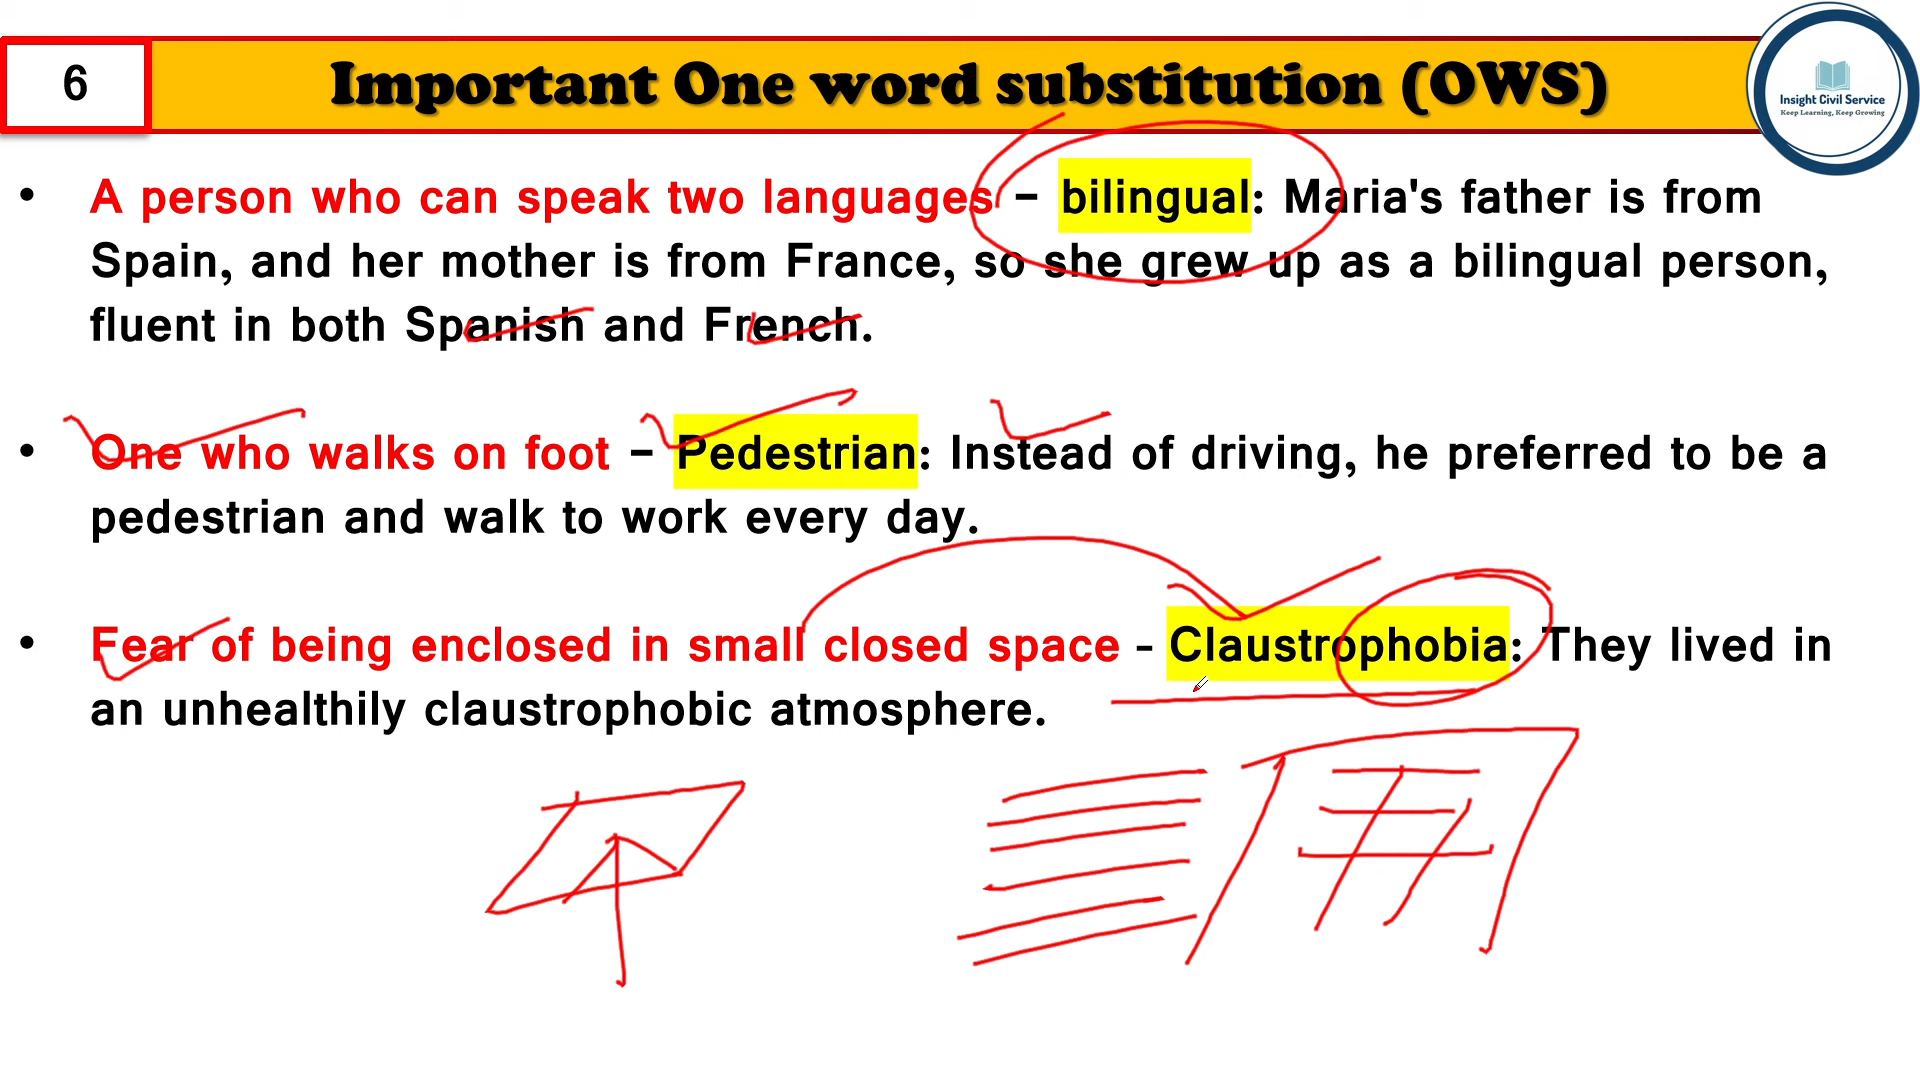 6
Important One word substitution (OWS)
Insight Civil Service
Keep Learning, Keep Growing
• A person who can speak two languages – bilingual: Maria's father is from
Spain, and her mother is from France, so she grew up as a bilingual person,
fluent in both Spanish and French.
• One who walks on foot – Pedestrian: Instead of driving, he preferred to be a
pedestrian and walk to work every day.
• Fear of being enclosed in small closed space - Claustrophobia: They lived in
an unhealthily claustrophobic atmosphere.